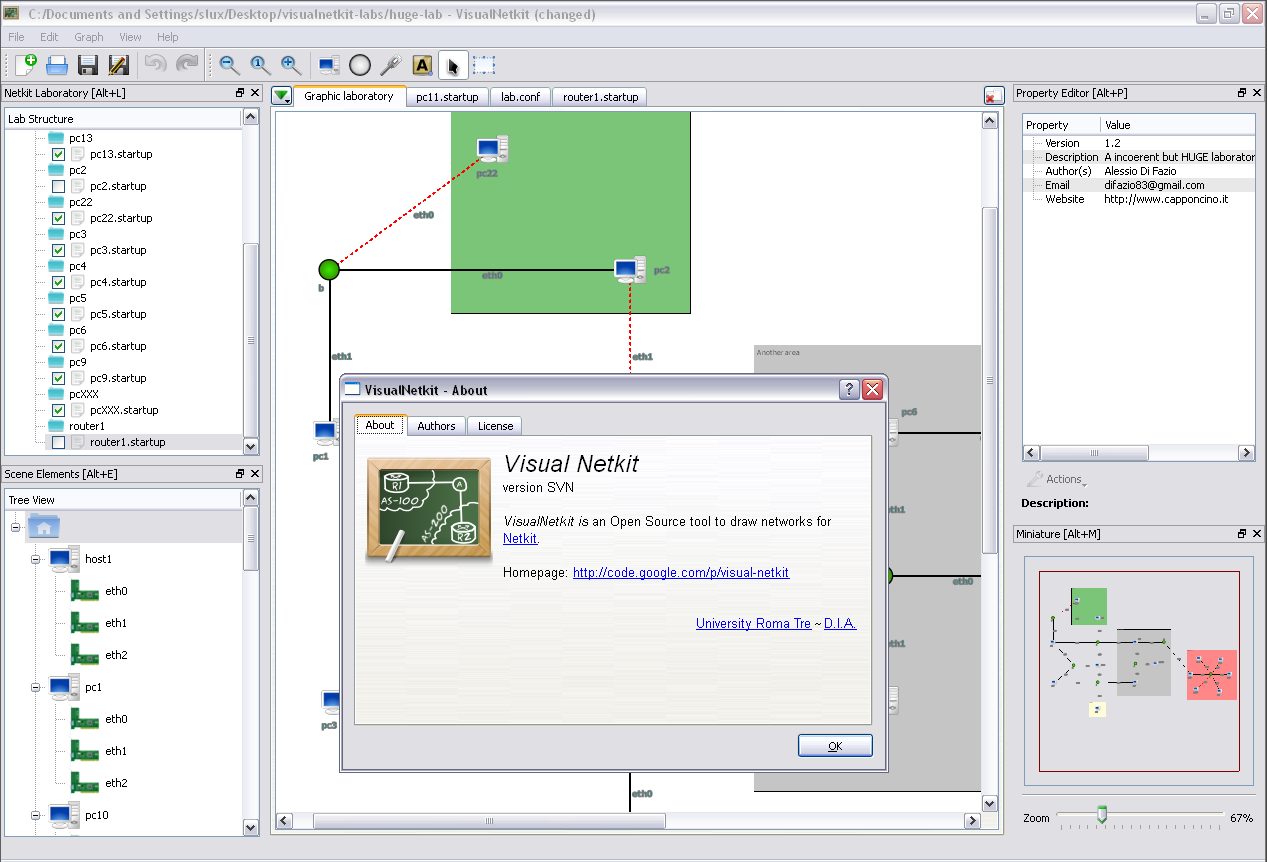 C:/Documents and Settings/slux/Desktop/visualnetkit-labs/huge-lab - VisualNetkit (changed)
File Edit Graph View Help
Netkit Laboratory [Alt+L]
Lab Structure
pc13
pc13.startup
pc2
pc2.startup
pc22
pc22.startup
pc3
pc3.startup
pc4
pc4.startup
pc5
pc5.startup
pc6
pc6.startup
pc9
pc9.startup
pcXXX
pcXXX.startup
router1
router1.startup
Scene Elements [Alt+E]
Tree View
host1
eth0
eth1
eth2
pc1
eth0
eth1
eth2
pc10
Graphic laboratory pc11.startup lab.conf router1.startup
pc22
eth0
b
eth0
pc2
eth1
eth1
Another area
pc6
pc1
eth1
eth0
eth1
pc3
eth0
VisualNetkit - About
About Authors License
R1
A
AS-100
AS-200
R2
Visual Netkit
version SVN
VisualNetkit is an Open Source tool to draw networks for
Netkit.
Homepage: http://code.google.com/p/visual-netkit
University Roma Tre ~ D.I.A.
OK
Property Editor [Alt+P]
Property Value
Version 1.2
Description A incoerent but HUGE laborator
Author(s) Alessio Di Fazio
Email difazio83@gmail.com
Website http://www.capponcino.it
Actions
Description:
Miniature [Alt+M]
Zoom 67%